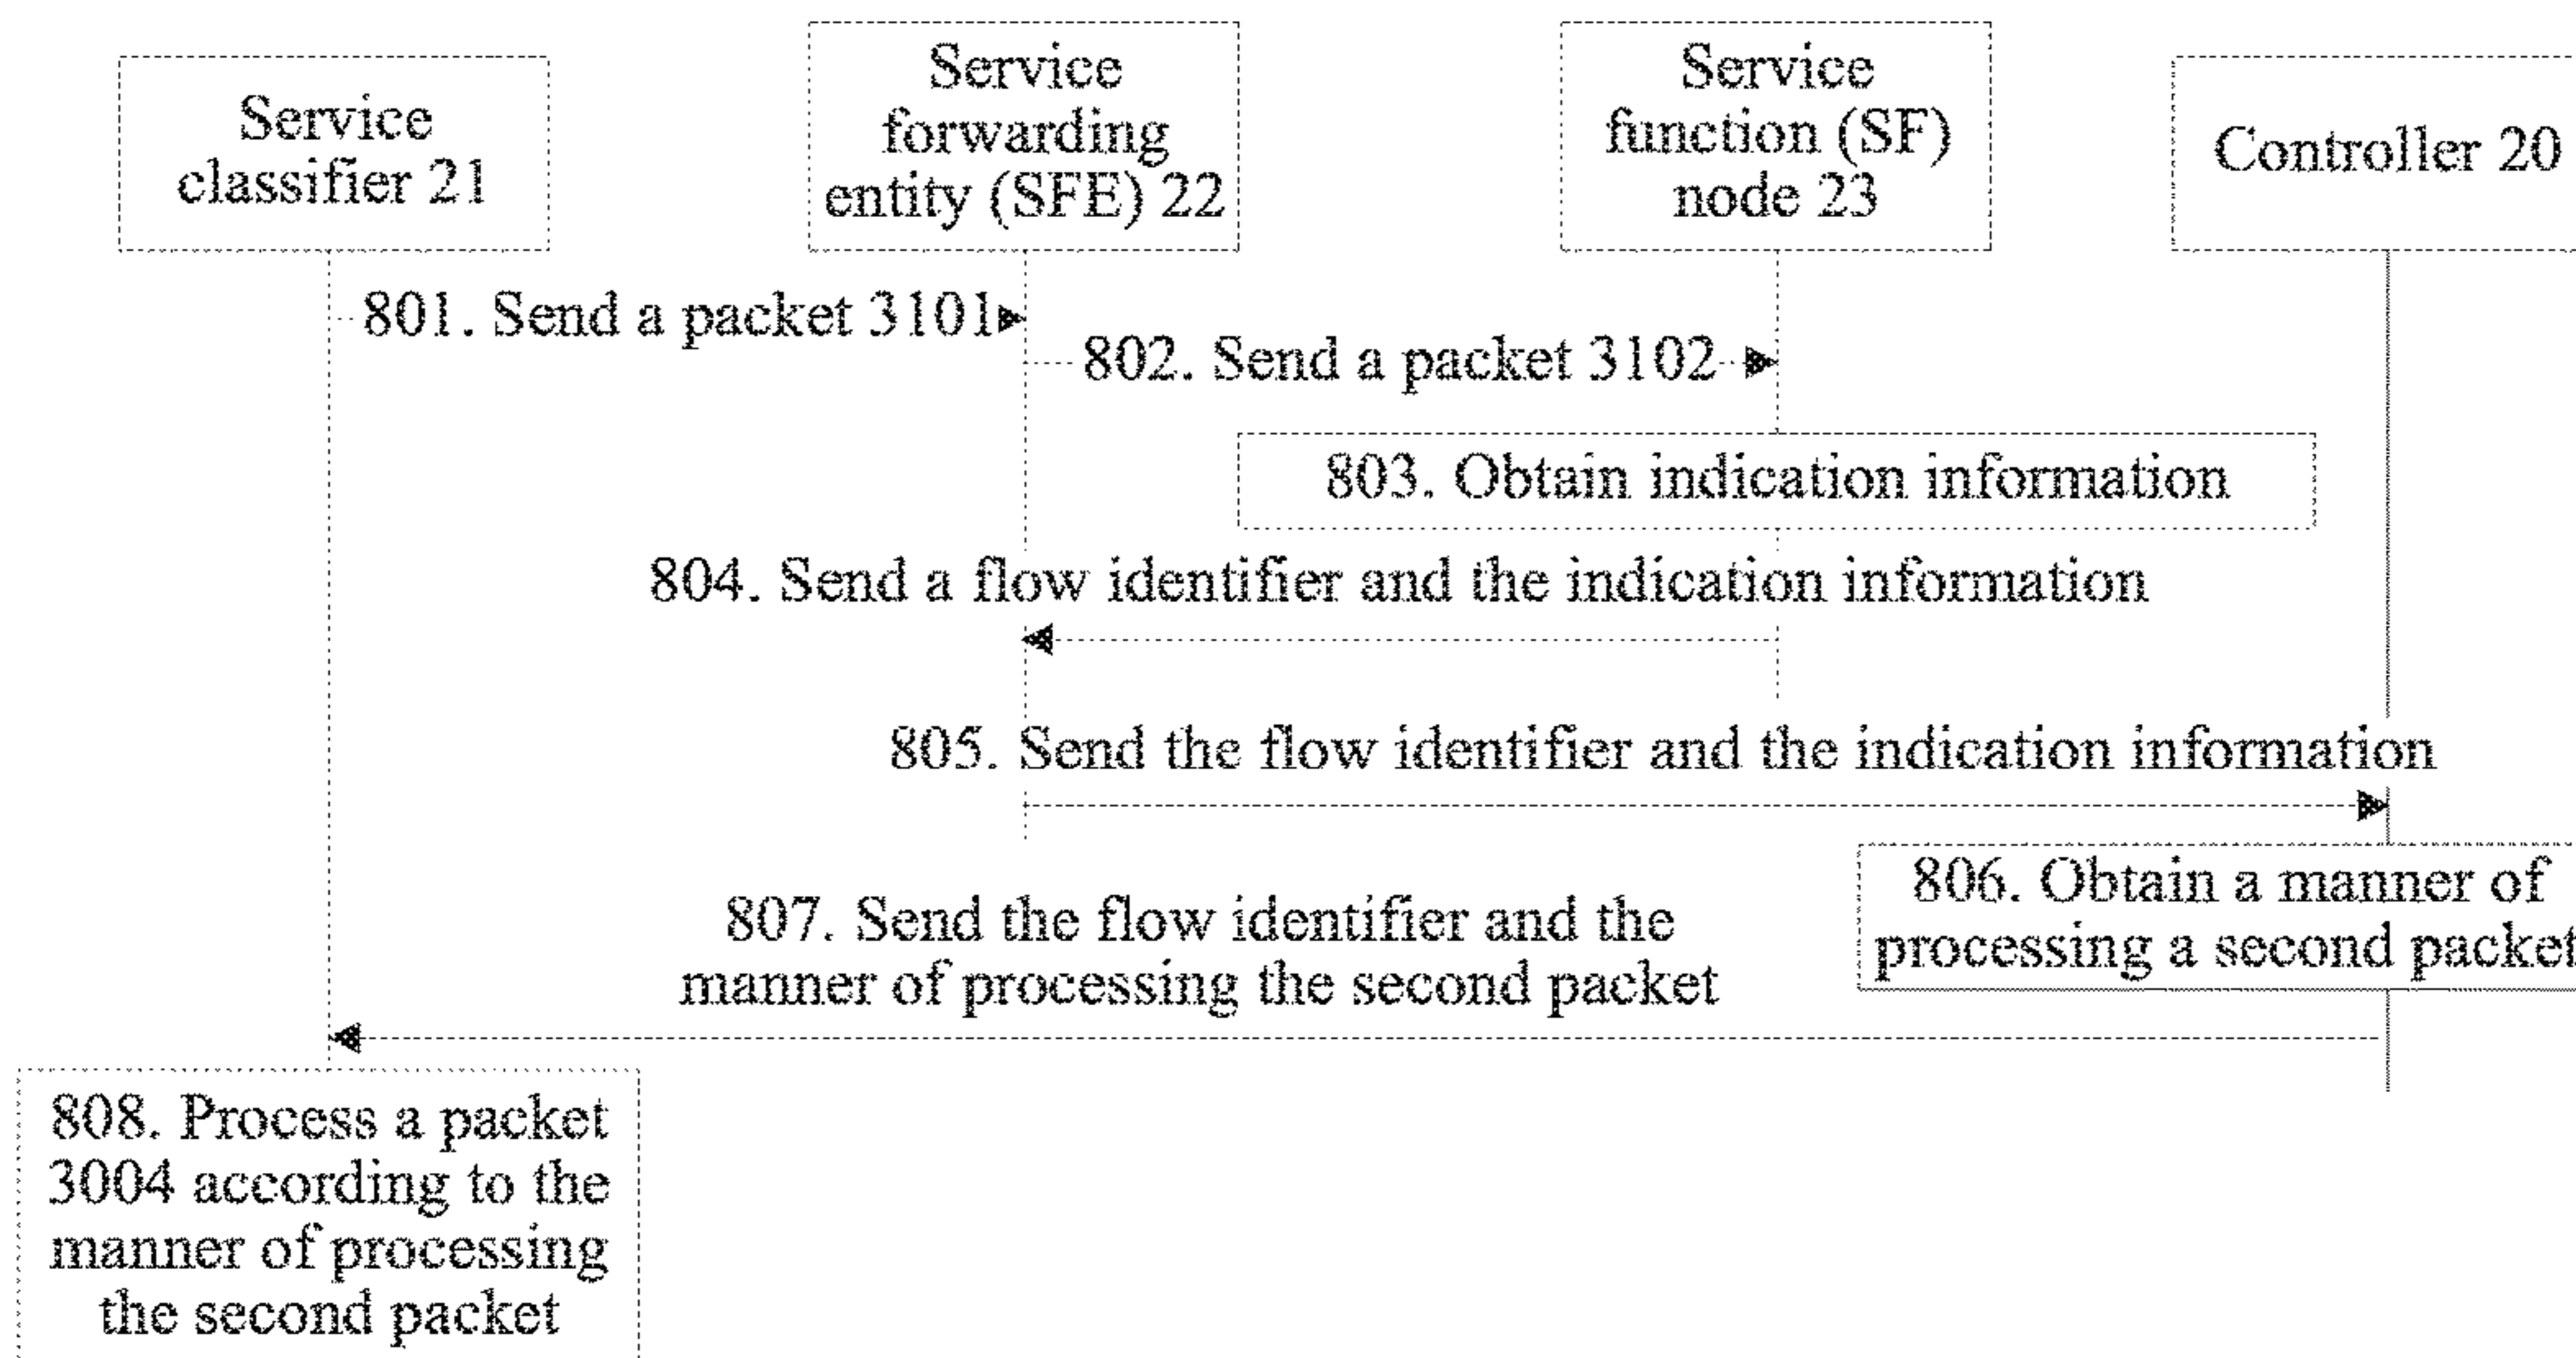 Service
classifier 21
Service
forwarding
entity (SFE) 22
Service
function (SF)
node 23
Controller 20
801. Send a packet 3101
802. Send a packet 3102
803. Obtain indication information
804. Send a flow identifier and the indication information
805. Send the flow identifier and the indication information
806. Obtain a manner of
processing a second packet
807. Send the flow identifier and the
manner of processing the second packet
808. Process a packet
3004 according to the
manner of processing
the second packet